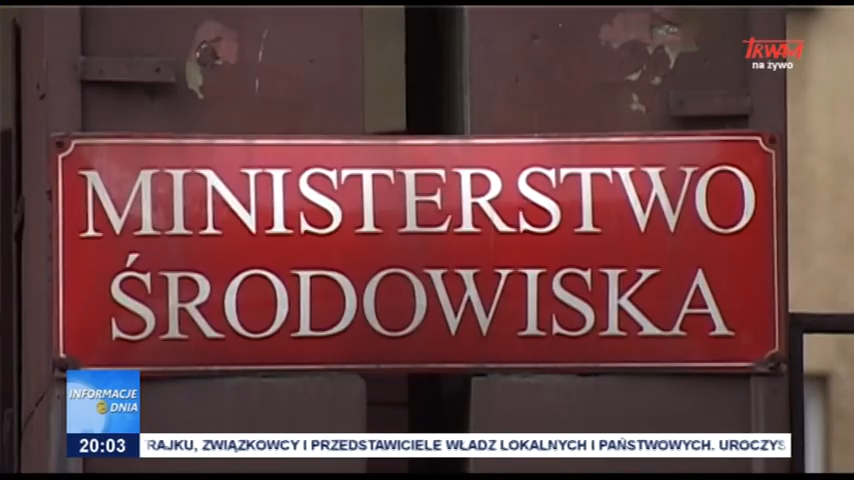 TRWAM
na żywo
MINISTERSTWO
ŚRODOWISKA
INFORMACJE
DNIA
20:03
RAJKU, ZWIĄZKOWCY I PRZEDSTAWICIELE WŁADZ LOKALNYCH I PAŃSTWOWYCH. UROCZYS